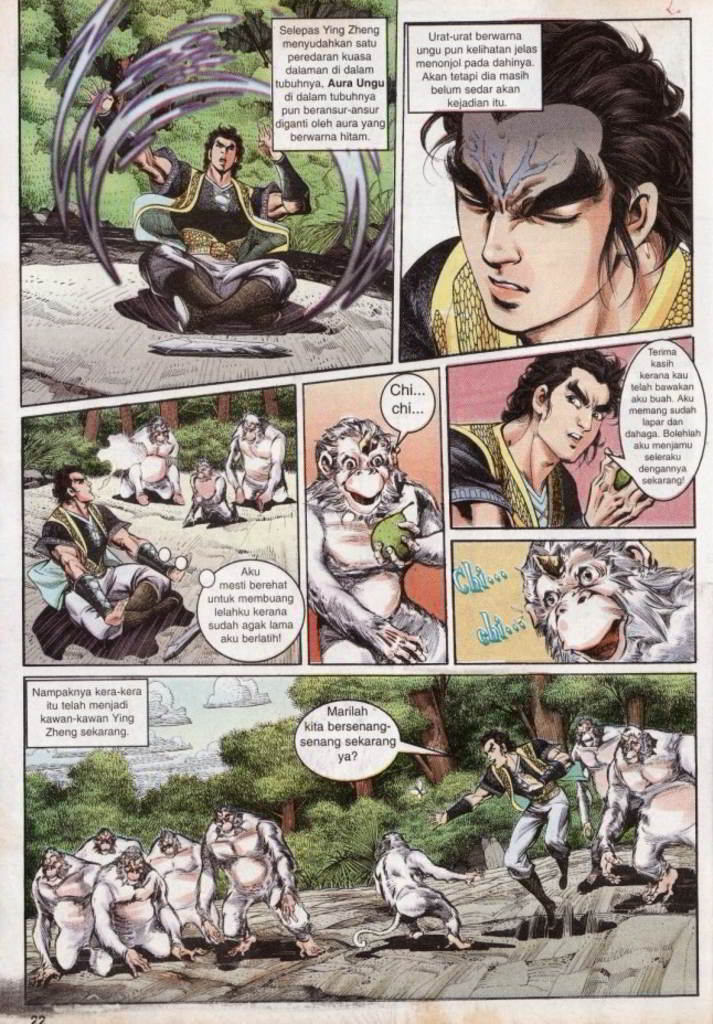 Selepas Ying Zheng
menyudahkan satu
peredaran kuasa
dalaman di dalam
tubuhnya, Aura Ungu
di dalam tubuhnya
pun beransur-ansur
diganti oleh aura yang
berwarna hitam.
Urat-urat berwarna
ungu pun kelihatan jelas
menonjol pada dahinya.
Akan tetapi dia masih
belum sedar akan
kejadian itu.
Aku
mesti berehat
untuk membuang
lelahku kerana
sudah agak lama
aku berlatih!
Chi...
chi...
Terima
kasih
kerana kau
telah bawakan
aku buah. Aku
memang sudah
lapar dan
dahaga. Bolehlah
aku menjamu
seleraku
dengannya
sekarang!
Chi...
chi...
Nampaknya kera-kera
itu telah menjadi
kawan-kawan Ying
Zheng sekarang.
Marilah
kita bersenang-
senang sekarang
ya?
22